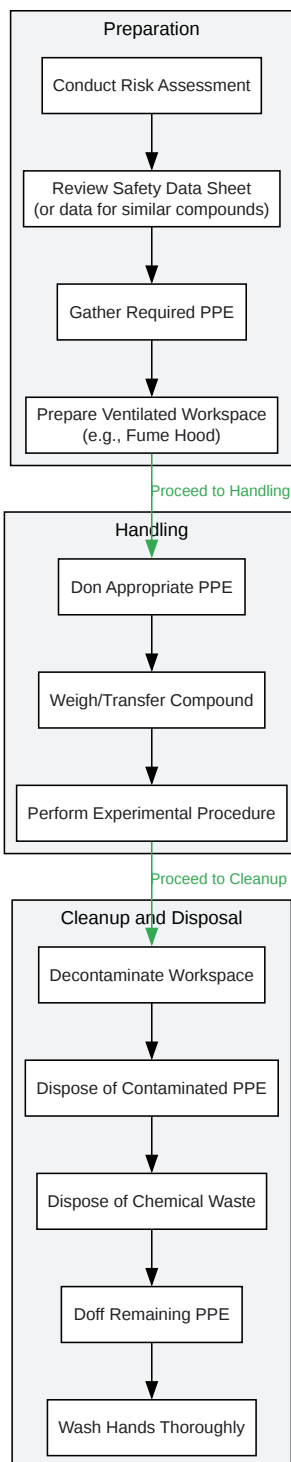 Preparation
Conduct Risk Assessment
Review Safety Data Sheet
(or data for similar compounds)
Gather Required PPE
Prepare Ventilated Workspace
(e.g., Fume Hood)
Proceed to Handling
Handling
Don Appropriate PPE
Weigh/Transfer Compound
Perform Experimental Procedure
Proceed to Cleanup
Cleanup and Disposal
Decontaminate Workspace
Dispose of Contaminated PPE
Dispose of Chemical Waste
Doff Remaining PPE
Wash Hands Thoroughly